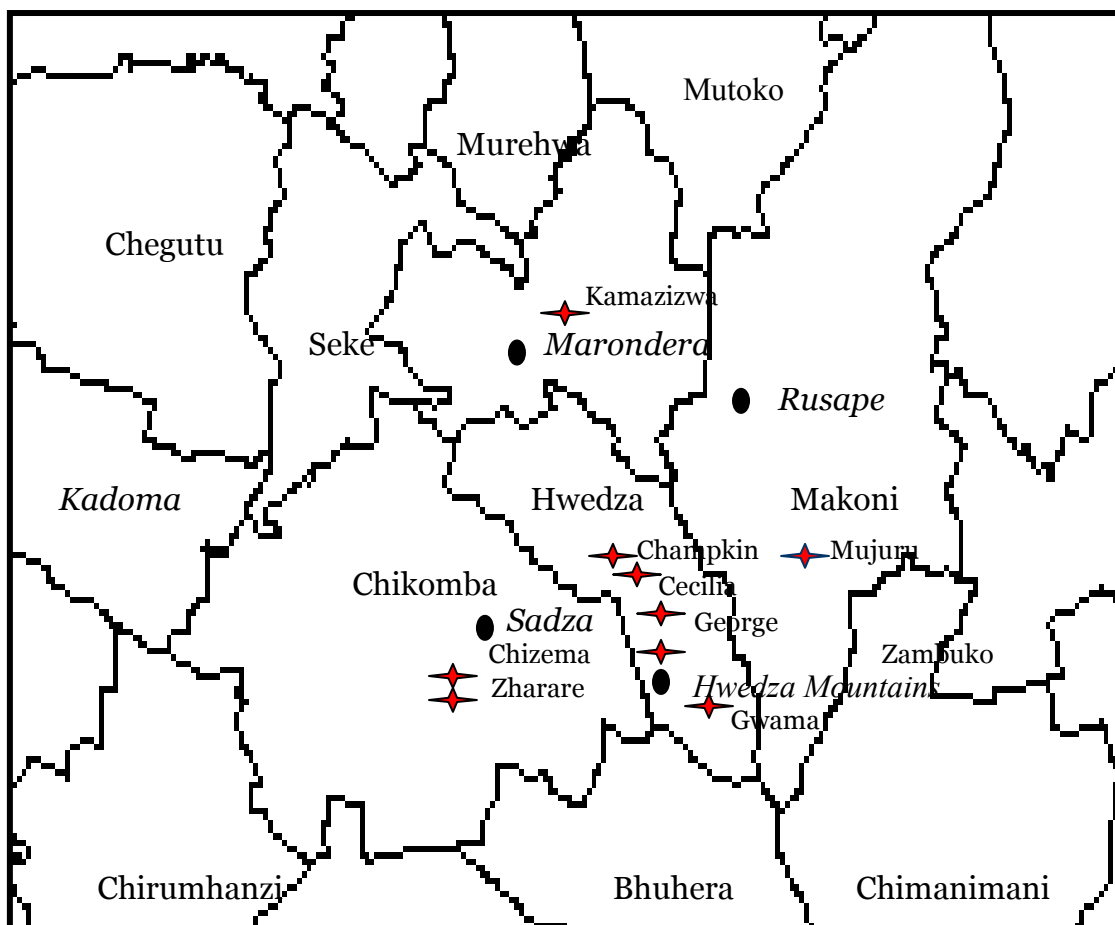 Mutoko
Murehwa
Chegutu
Kamazizwa
Seke
Marondera
Rusape
Kadoma
Hwedza
Makoni
Champkin
Mujuru
Chikomba
Cecilia
Sadza
George
Chizema
Zambuko
Zharare
Hwedza Mountains
Gwama
Chirumhanzi
Bhuhera
Chimanimani